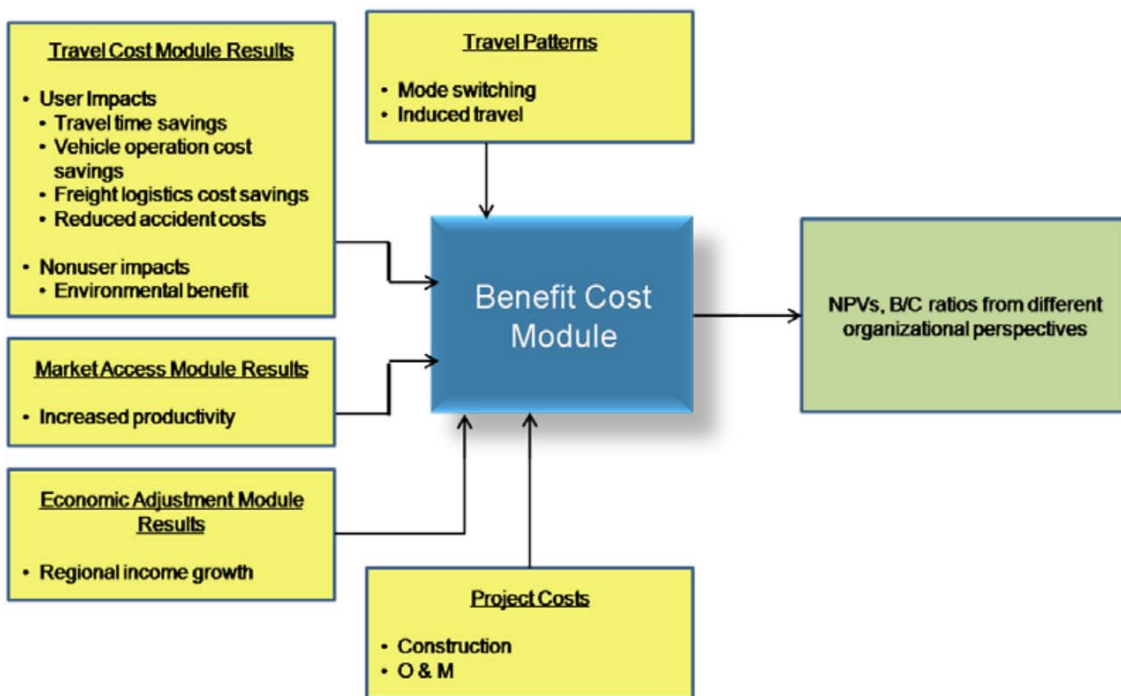 Travel Cost Module Results
• User Impacts
• Travel time savings
• Vehicle operation cost
savings
• Freight logistics cost savings
• Reduced accident costs
• Nonuser impacts
• Environmental benefit
Travel Patterns
• Mode switching
• Induced travel
Market Access Module Results
• Increased productivity
Economic Adjustment Module
Results
• Regional income growth
Project Costs
• Construction
• O & M
Benefit Cost
Module
NPVs, B/C ratios from different
organizational perspectives